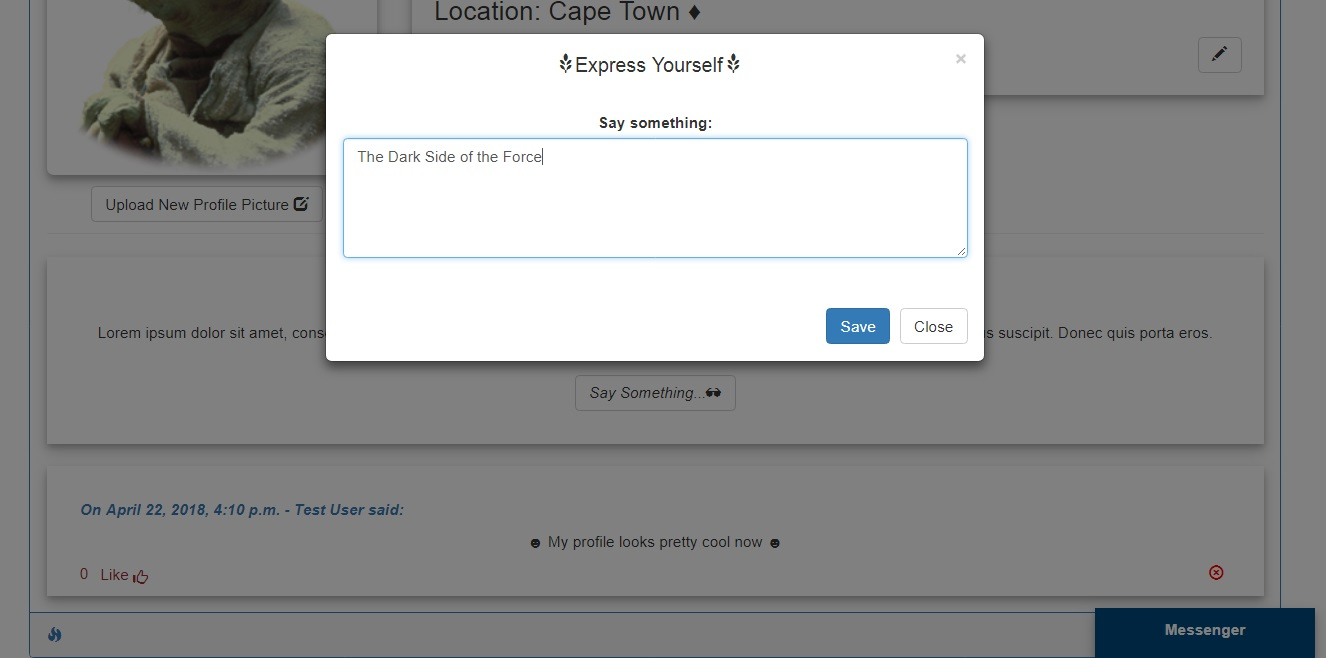 Location: Cape Town ♦
Express Yourself
×
Say something:
The Dark Side of the Force
Upload New Profile Picture
Save
Close
Lorem ipsum dolor sit amet, suscipit. Donec quis porta eros.
Say Something...
On April 22, 2018, 4:10 p.m. - Test User said:
☻ My profile looks pretty cool now ☻
0 Like
Messenger